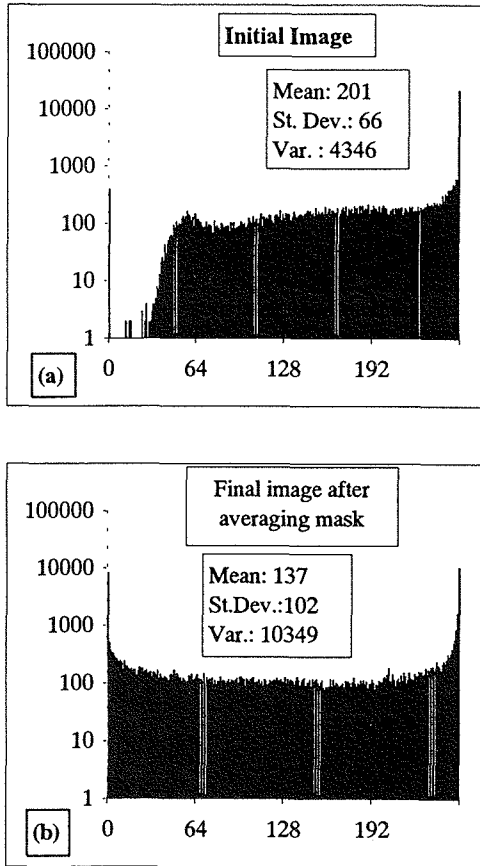 100000
Initial Image
10000
Mean: 201
St. Dev.: 66
Var. : 4346
1000
100
10
1
(a)
0 64 128 192
100000
Final image after
averaging mask
10000
Mean: 137
St.Dev.:102
Var.: 10349
1000
100
10
1
(b)
0 64 128 192